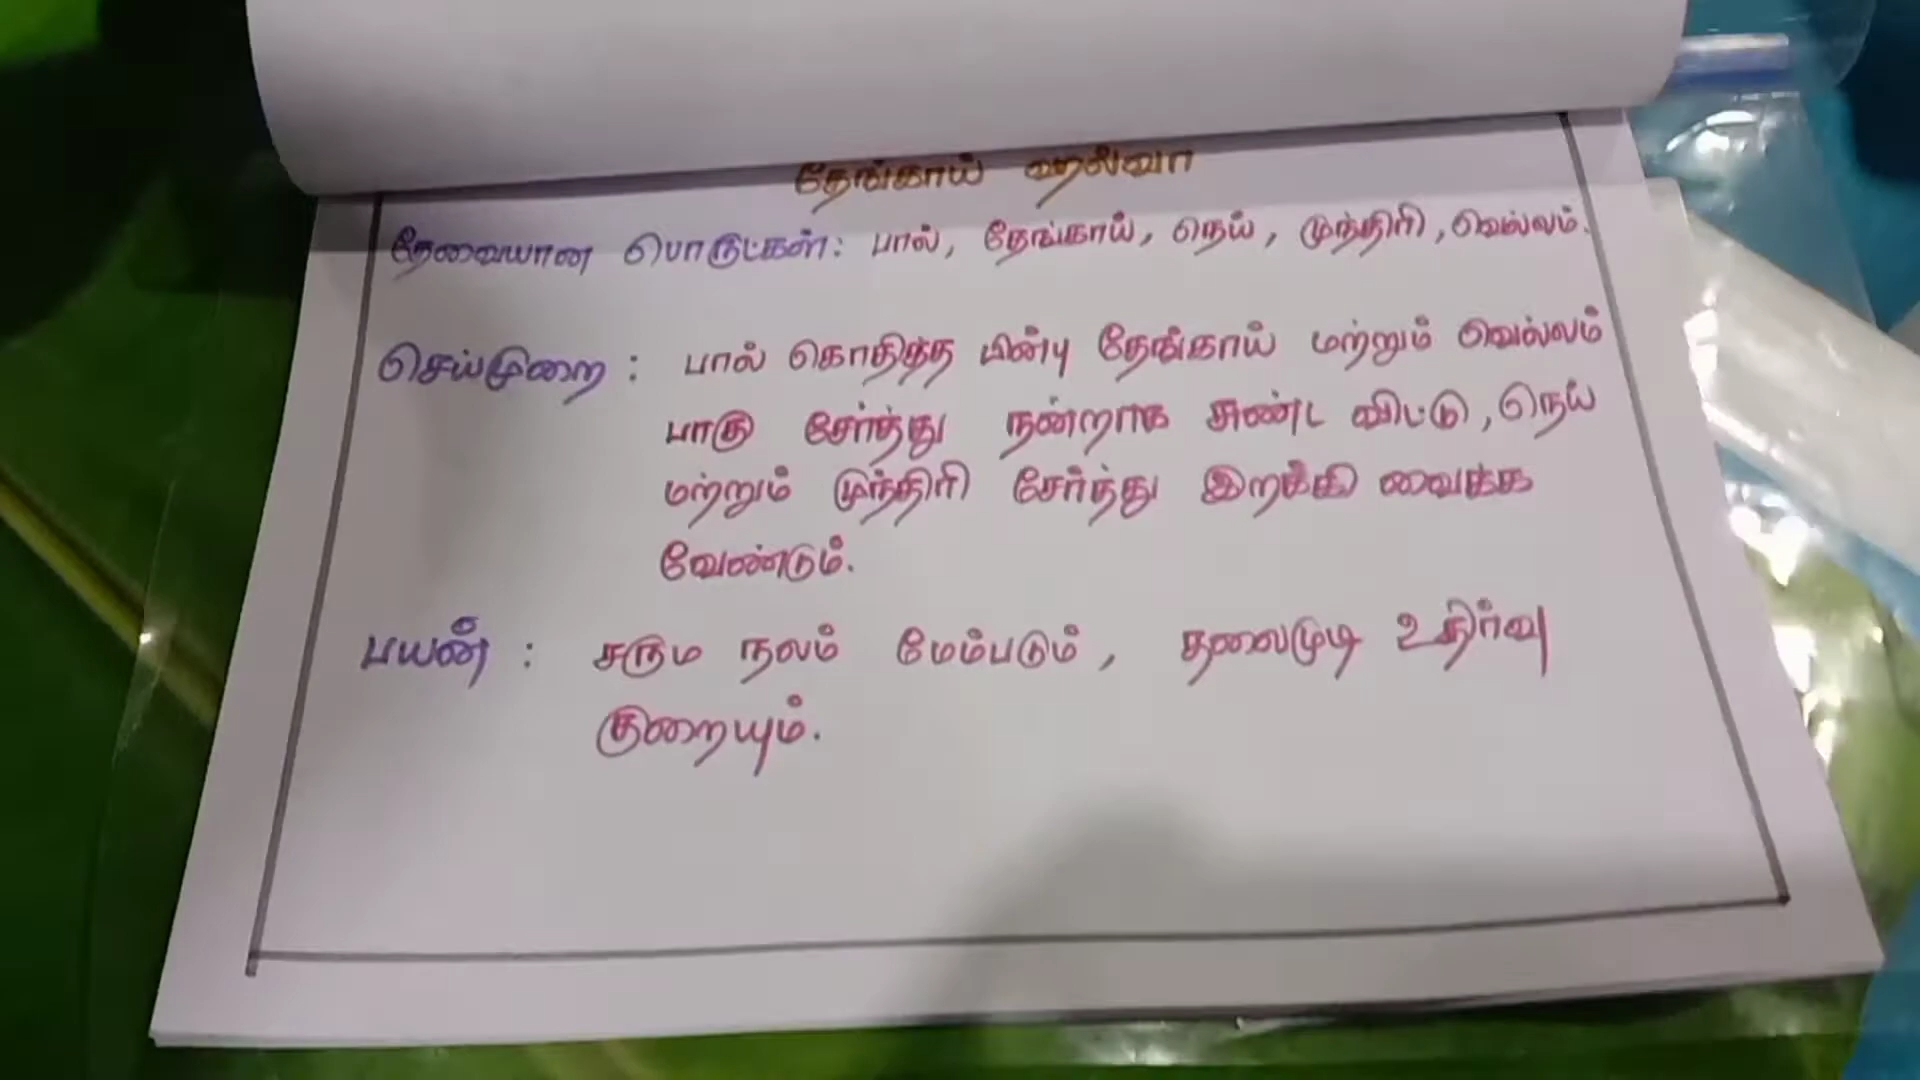 தேங்காய் ஹல்வா
தேவையான பொருட்கள்: பால், தேங்காய், நெய், முந்திரி, வெல்லம்.
செய்முறை : பால் கொதித்த பின்பு தேங்காய் மற்றும் வெல்லம்
பாகு சேர்த்து நன்றாக சுண்ட விட்டு, நெய்
மற்றும் முந்திரி சேர்த்து இறக்கி வைக்க
வேண்டும்.
பயன் : சரும நலம் மேம்படும், தலைமுடி உதிர்வு
குறையும்.